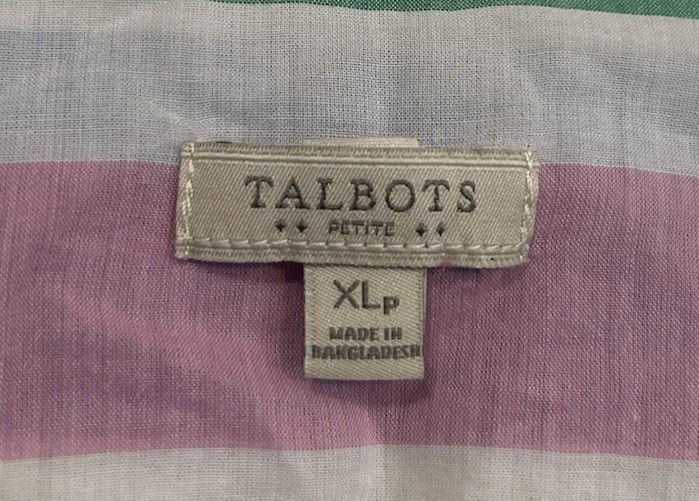 TALBOTS
PETITE
XLP
MADE IN
BANGLADESH